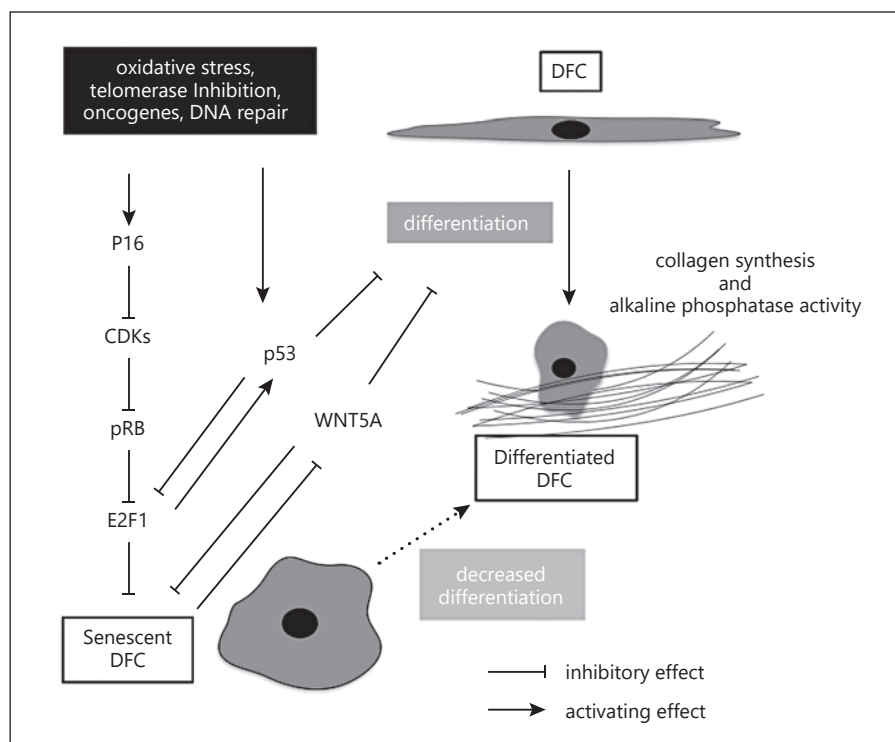 oxidative stress,
telomerase Inhibition,
oncogenes, DNA repair
DFC
differentiation
P16
collagen synthesis
and
alkaline phosphatase activity
CDKs
p53
pRB
WNT5A
Differentiated
DFC
E2F1
decreased
differentiation
Senescent
DFC
inhibitory effect
activating effect